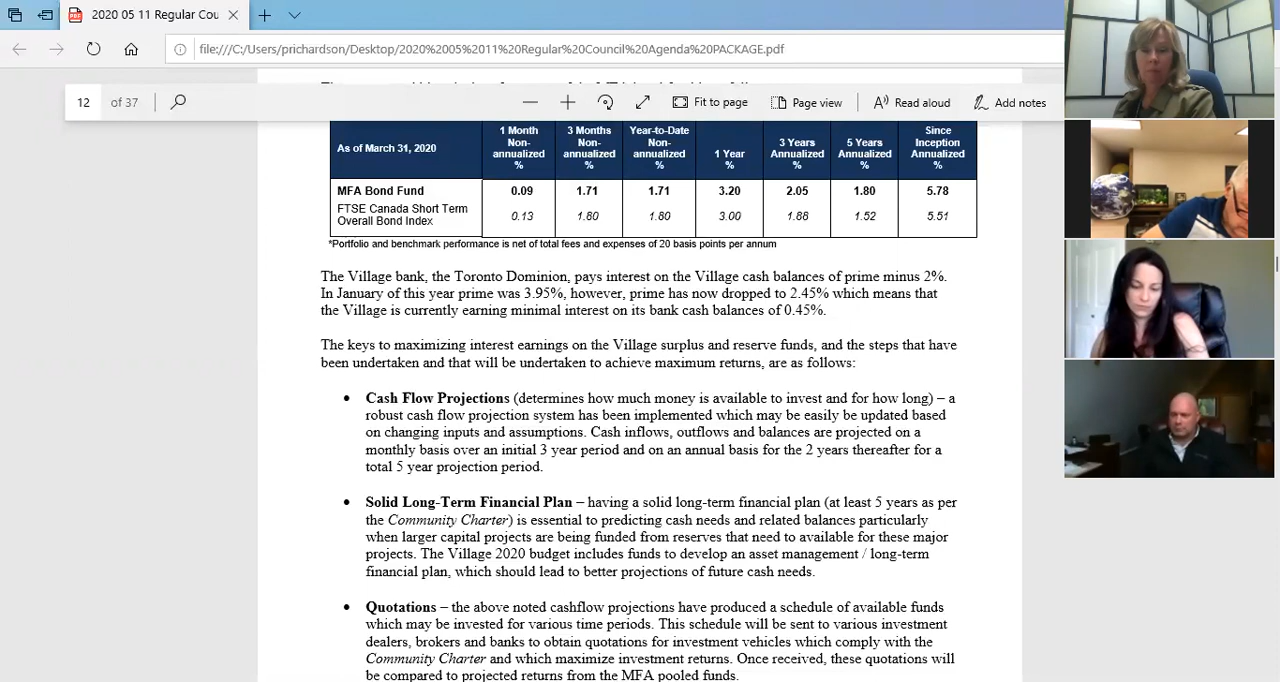 2020 05 11 Regular Cou
file:///C:/Users/prichardson/Desktop/2020%2005%2011%20Regular%20Council%20Agenda%20PACKAGE.pdf
12 of 37 Fit to page Page view Read aloud Add notes
As of March 31, 2020 1 Month Non-annualized % 3 Months Non-annualized % Year-to-Date Non-annualized % 1 Year % 3 Years Annualized % 5 Years Annualized % Since Inception Annualized %
MFA Bond Fund 0.09 1.71 1.71 3.20 2.05 1.80 5.78
FTSE Canada Short Term Overall Bond Index 0.13 1.80 1.80 3.00 1.88 1.52 5.51
*Portfolio and benchmark performance is net of total fees and expenses of 20 basis points per annum
The Village bank, the Toronto Dominion, pays interest on the Village cash balances of prime minus 2%.
In January of this year prime was 3.95%, however, prime has now dropped to 2.45% which means that
the Village is currently earning minimal interest on its bank cash balances of 0.45%.
The keys to maximizing interest earnings on the Village surplus and reserve funds, and the steps that have
been undertaken and that will be undertaken to achieve maximum returns, are as follows:
• Cash Flow Projections (determines how much money is available to invest and for how long) – a
robust cash flow projection system has been implemented which may be easily be updated based
on changing inputs and assumptions. Cash inflows, outflows and balances are projected on a
monthly basis over an initial 3 year period and on an annual basis for the 2 years thereafter for a
total 5 year projection period.
• Solid Long-Term Financial Plan – having a solid long-term financial plan (at least 5 years as per
the Community Charter) is essential to predicting cash needs and related balances particularly
when larger capital projects are being funded from reserves that need to available for these major
projects. The Village 2020 budget includes funds to develop an asset management / long-term
financial plan, which should lead to better projections of future cash needs.
• Quotations – the above noted cashflow projections have produced a schedule of available funds
which may be invested for various time periods. This schedule will be sent to various investment
dealers, brokers and banks to obtain quotations for investment vehicles which comply with the
Community Charter and which maximize investment returns. Once received, these quotations will
be compared to projected returns from the MFA pooled funds.